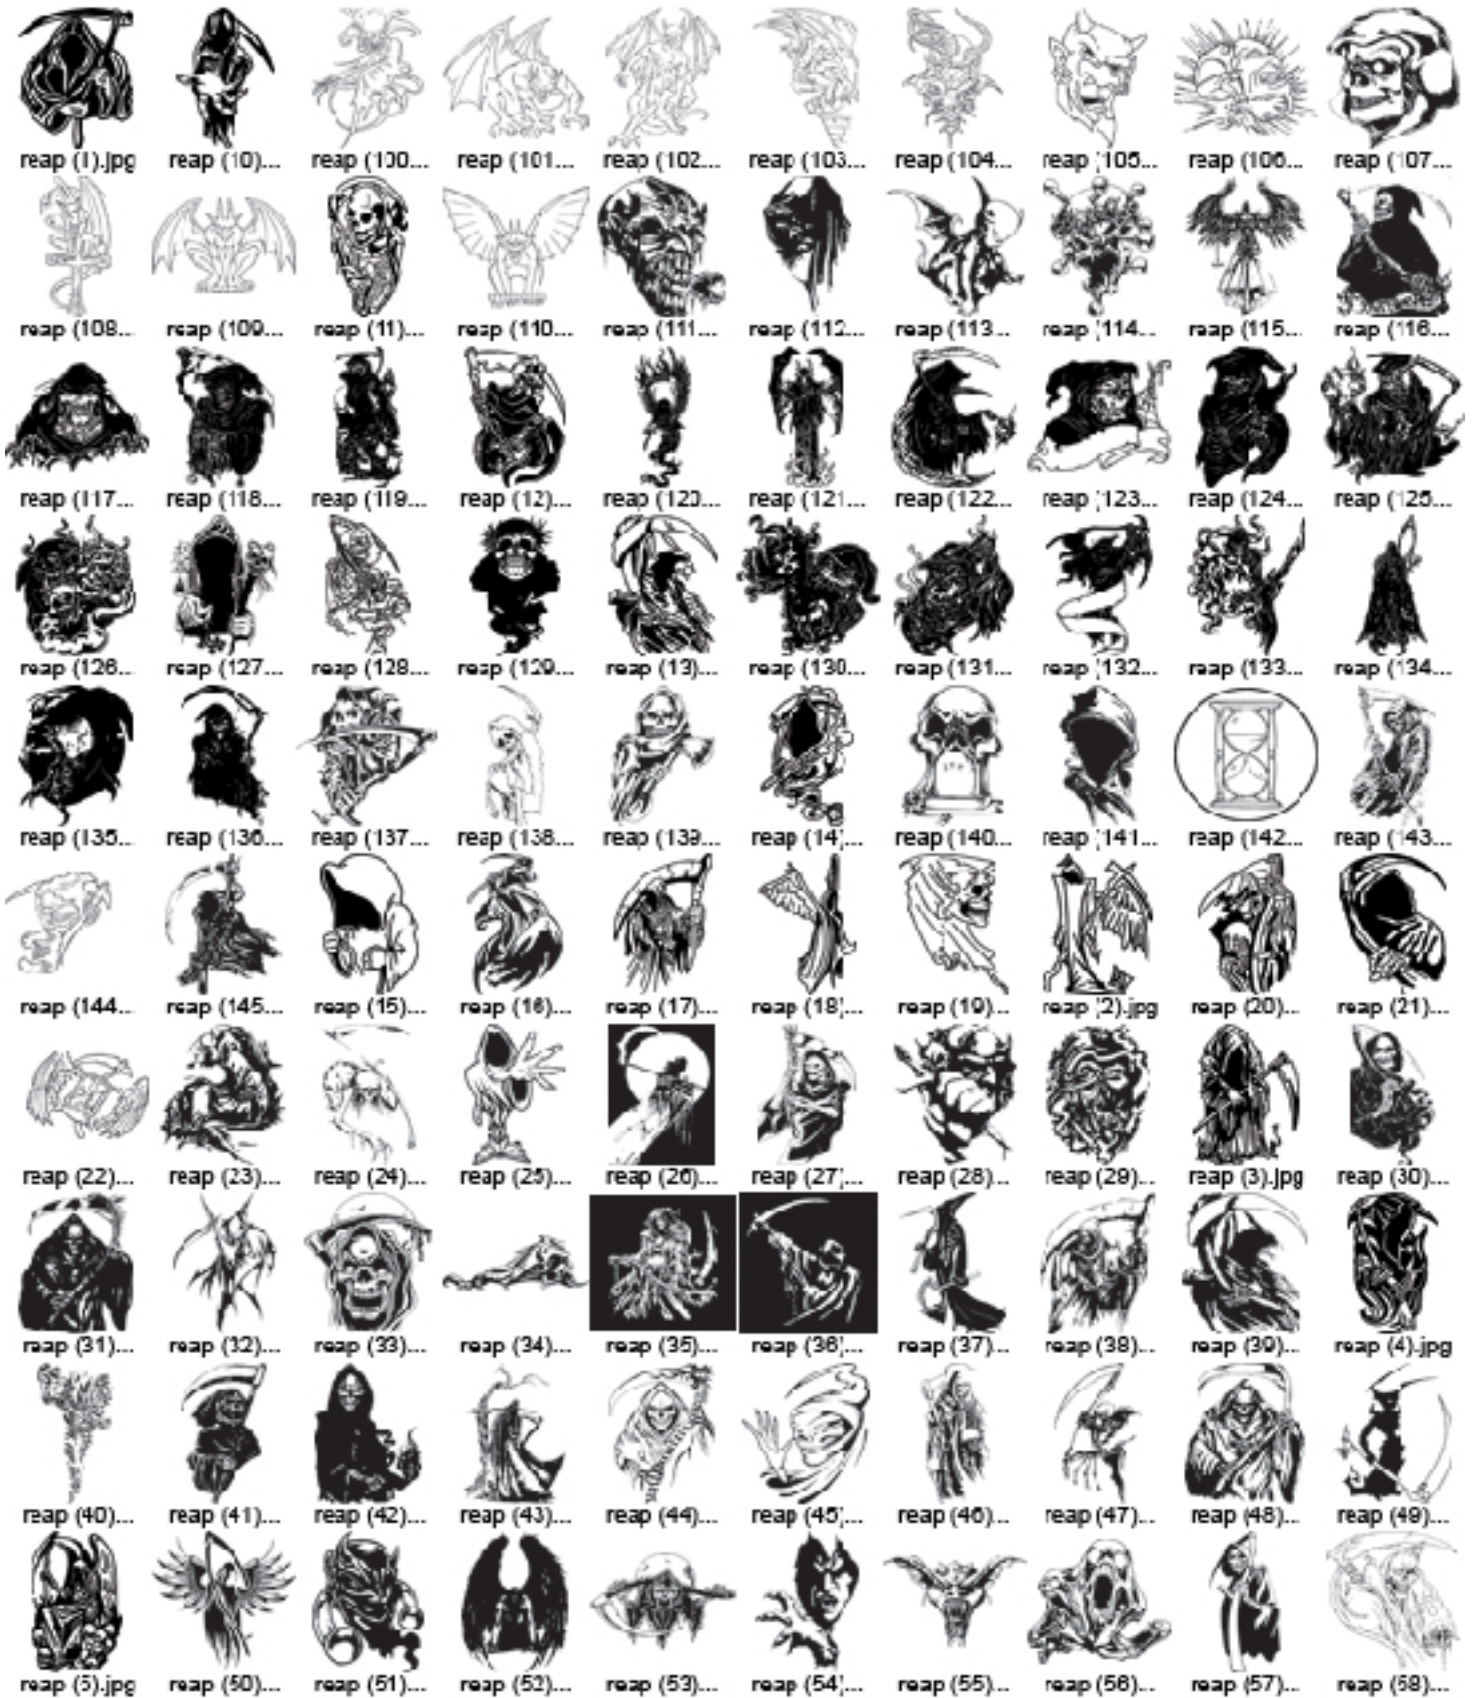 reap (1).jpg reap (10)... reap (100... reap (101... reap (102... reap (103... reap (104... reap (105... reap (106... reap (107...
reap (108... reap (109... reap (11)... reap (110... reap (111... reap (112... reap (113... reap (114... reap (115... reap (116...
reap (117... reap (118... reap (119... reap (12)... reap (120... reap (121... reap (122... reap (123... reap (124... reap (125...
reap (126... reap (127... reap (128... reap (129... reap (13)... reap (130... reap (131... reap (132... reap (133... reap (134...
reap (135... reap (136... reap (137... reap (138... reap (139... reap (14)... reap (140... reap (141... reap (142... reap (143...
reap (144... reap (145... reap (15)... reap (16)... reap (17)... reap (18)... reap (19)... reap (2).jpg reap (20)... reap (21)...
reap (22)... reap (23)... reap (24)... reap (25)... reap (26)... reap (27)... reap (28)... reap (29)... reap (3).jpg reap (30)...
reap (31)... reap (32)... reap (33)... reap (34)... reap (35)... reap (36)... reap (37)... reap (38)... reap (39)... reap (4).jpg
reap (40)... reap (41)... reap (42)... reap (43)... reap (44)... reap (45)... reap (46)... reap (47)... reap (48)... reap (49)...
reap (5).jpg reap (50)... reap (51)... reap (52)... reap (53)... reap (54)... reap (55)... reap (56)... reap (57)... reap (58)...